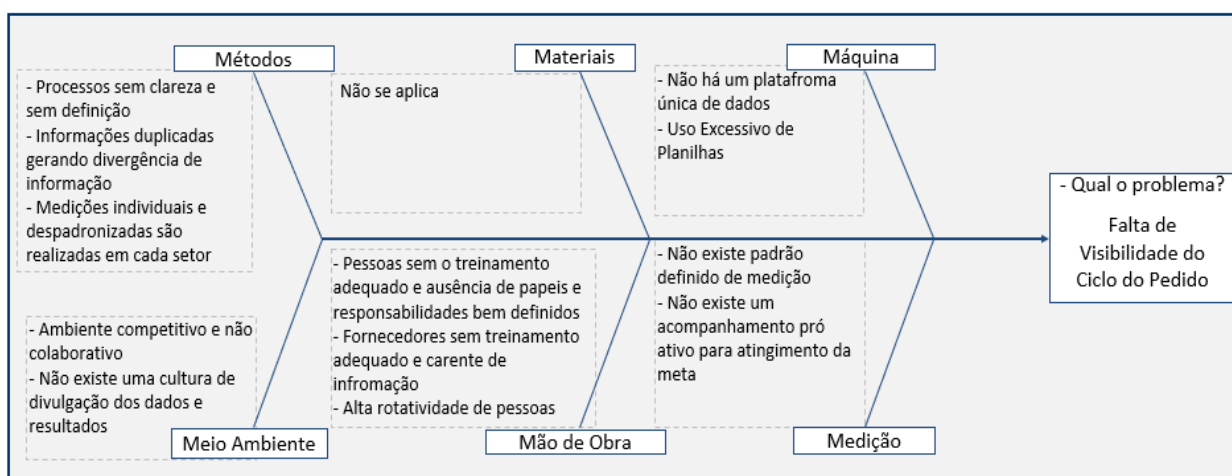 Métodos
- Processos sem clareza e
sem definição
- Informações duplicadas
gerando divergência de
informação
- Medições individuais e
despadronizadas são
realizadas em cada setor
Materiais
Não se aplica
Máquina
- Não há um platafroma
única de dados
- Uso Excessivo de
Planilhas
- Qual o problema?
Falta de
Visibilidade do
Ciclo do Pedido
- Ambiente competitivo e não
colaborativo
- Não existe uma cultura de
divulgação dos dados e
resultados
Meio Ambiente
- Pessoas sem o treinamento
adequado e ausência de papeis e
responsabilidades bem definidos
- Fornecedores sem treinamento
adequado e carente de
infromação
- Alta rotatividade de pessoas
Mão de Obra
- Não existe padrão
definido de medição
- Não existe um
acompanhamento pró
ativo para atingimento da
meta
Medição